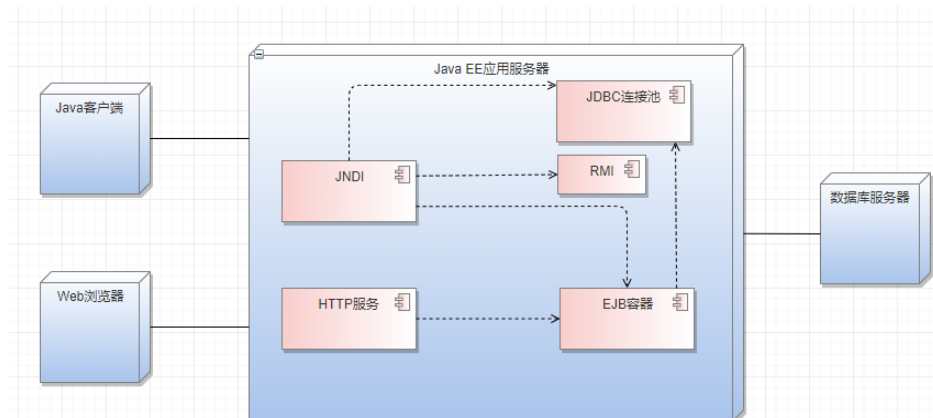 Java EE应用服务器
Java客户端
JDBC连接池
JNDI
RMI
数据库服务器
Web浏览器
HTTP服务
EJB容器